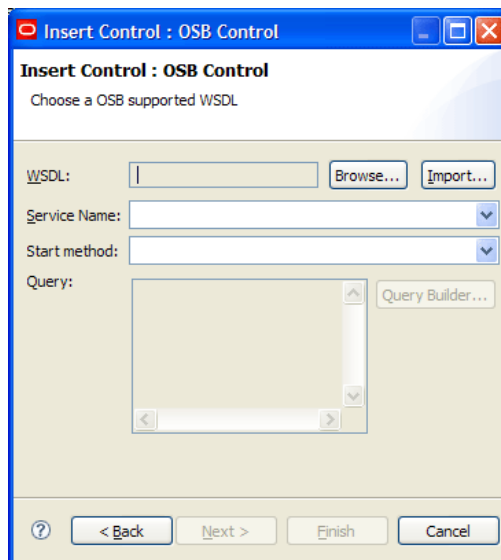 Insert Control : OSB Control
Insert Control : OSB Control
Choose a OSB supported WSDL
WSDL: Browse... Import...
Service Name:
Start method:
Query: Query Builder...
? < Back Next > Finish Cancel